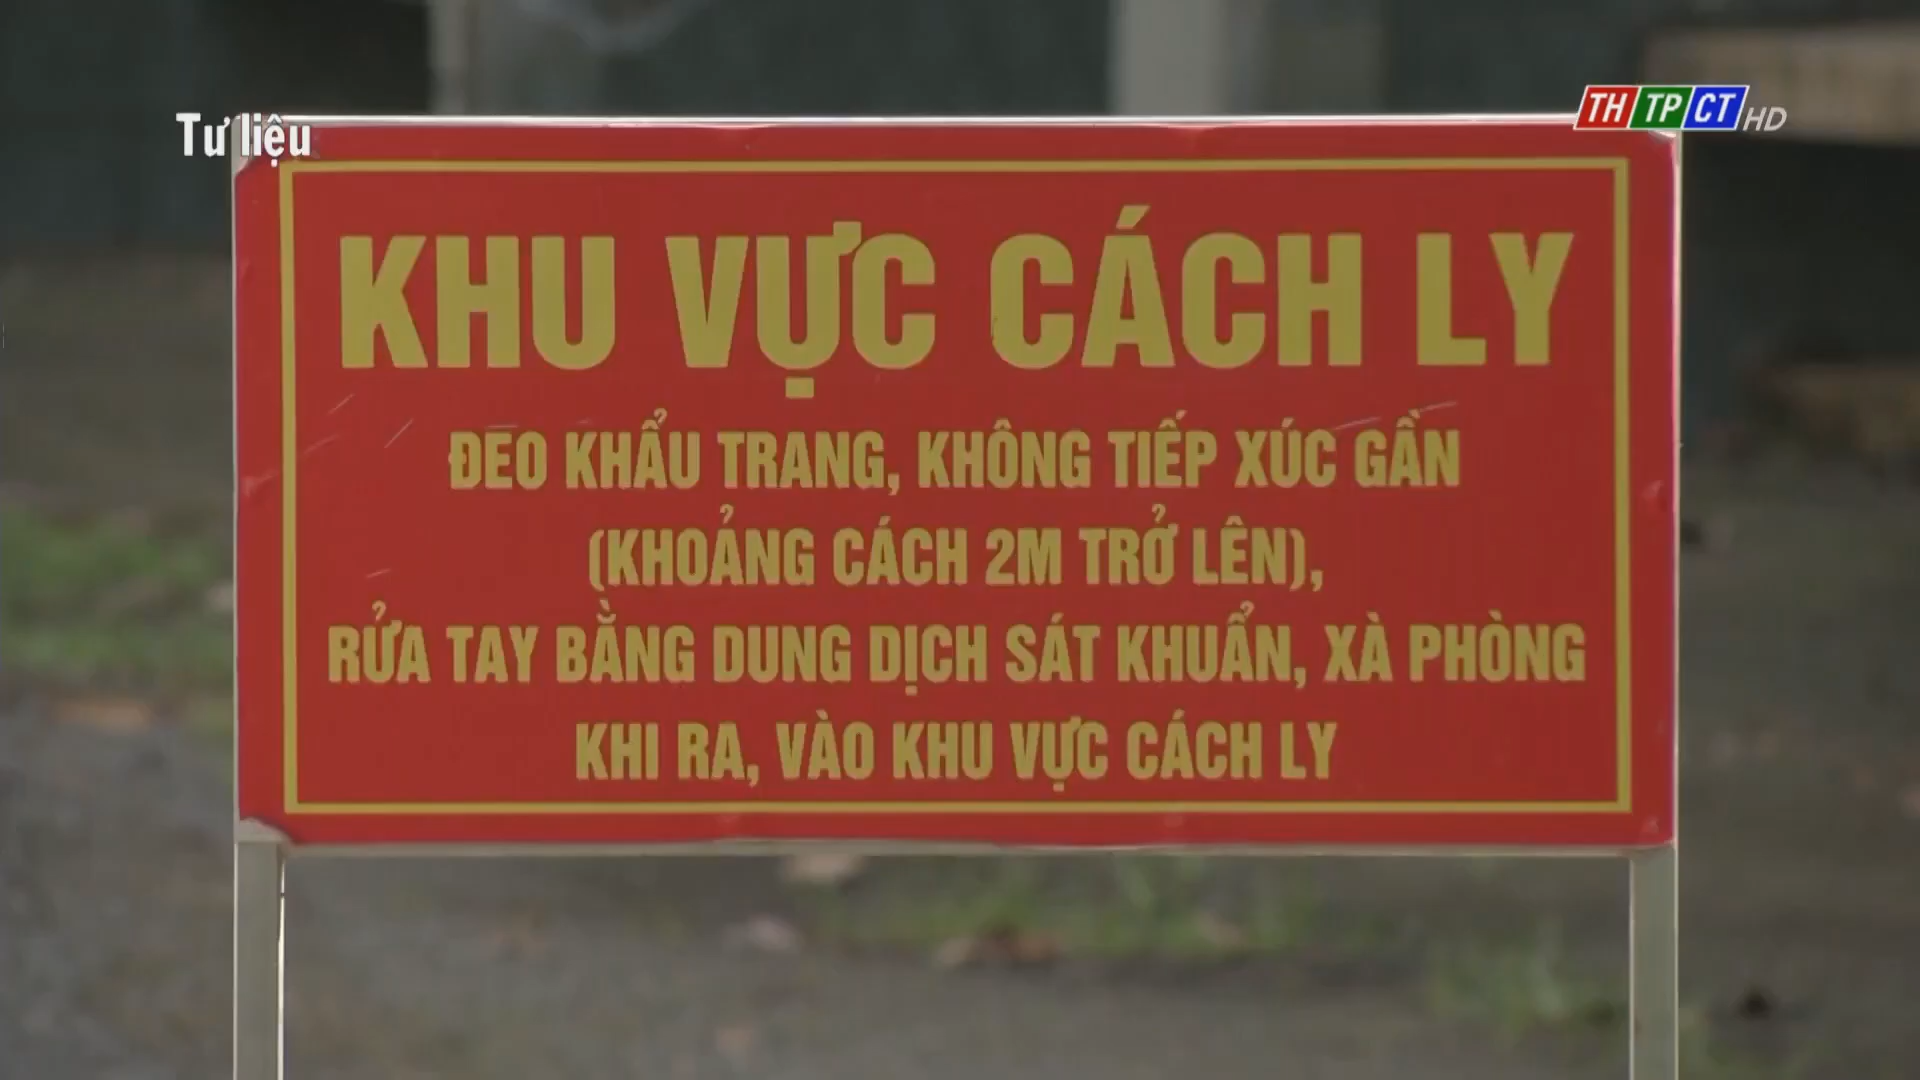 Tư liệu
THTPCT HD
KHU VỰC CÁCH LY
ĐEO KHẨU TRANG, KHÔNG TIẾP XÚC GẦN
(KHOẢNG CÁCH 2M TRỞ LÊN),
RỬA TAY BẰNG DUNG DỊCH SÁT KHUẨN, XÀ PHÒNG
KHI RA, VÀO KHU VỰC CÁCH LY